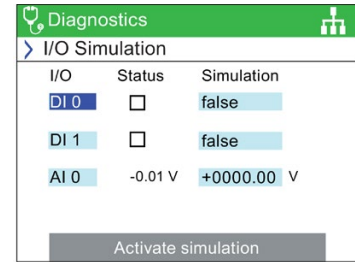 Diagnostics
I/O Simulation
I/O Status Simulation
DI 0 false
DI 1 false
AI 0 -0.01 V +0000.00 V
Activate simulation